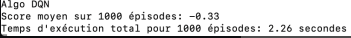 Algo DQN
Score moyen sur 1000 épisodes: -0.33
Temps d'exécution total pour 1000 épisodes: 2.26 secondes